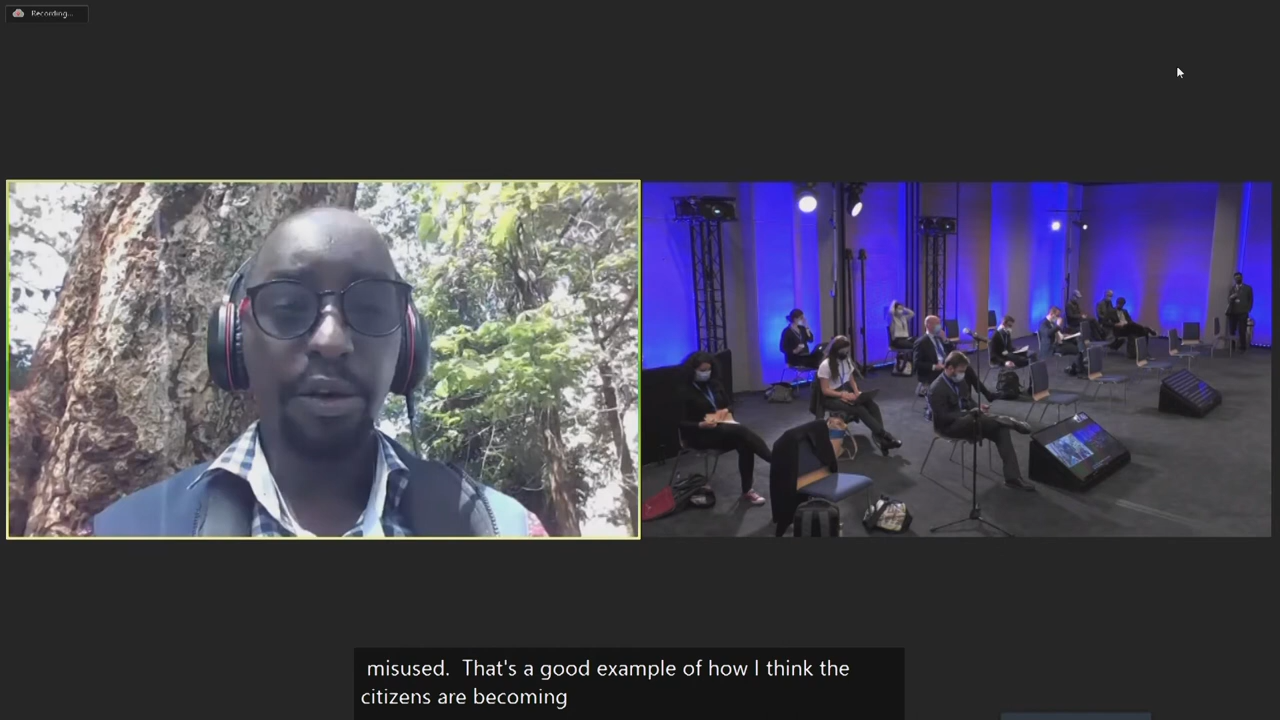 Recording...
misused.  That's a good example of how I think the
citizens are becoming